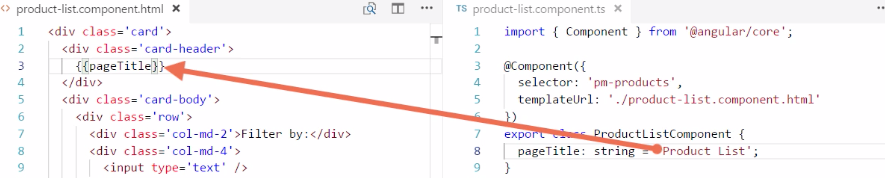 product-list.component.html
1 <div class='card'>
2 <div class='card-header'>
3 {{pageTitle}}
4 </div>
5 <div class='card-body'>
6 <div class='row'>
7 <div class='col-md-2'>Filter by:</div>
8 <div class='col-md-4'>
9 <input type='text' />
TS product-list.component.ts
1 import { Component } from '@angular/core';
2
3 @Component({
4 selector: 'pm-products',
5 templateUrl: './product-list.component.html'
6 })
7 export class ProductListComponent {
8 pageTitle: string = 'Product List';
9 }